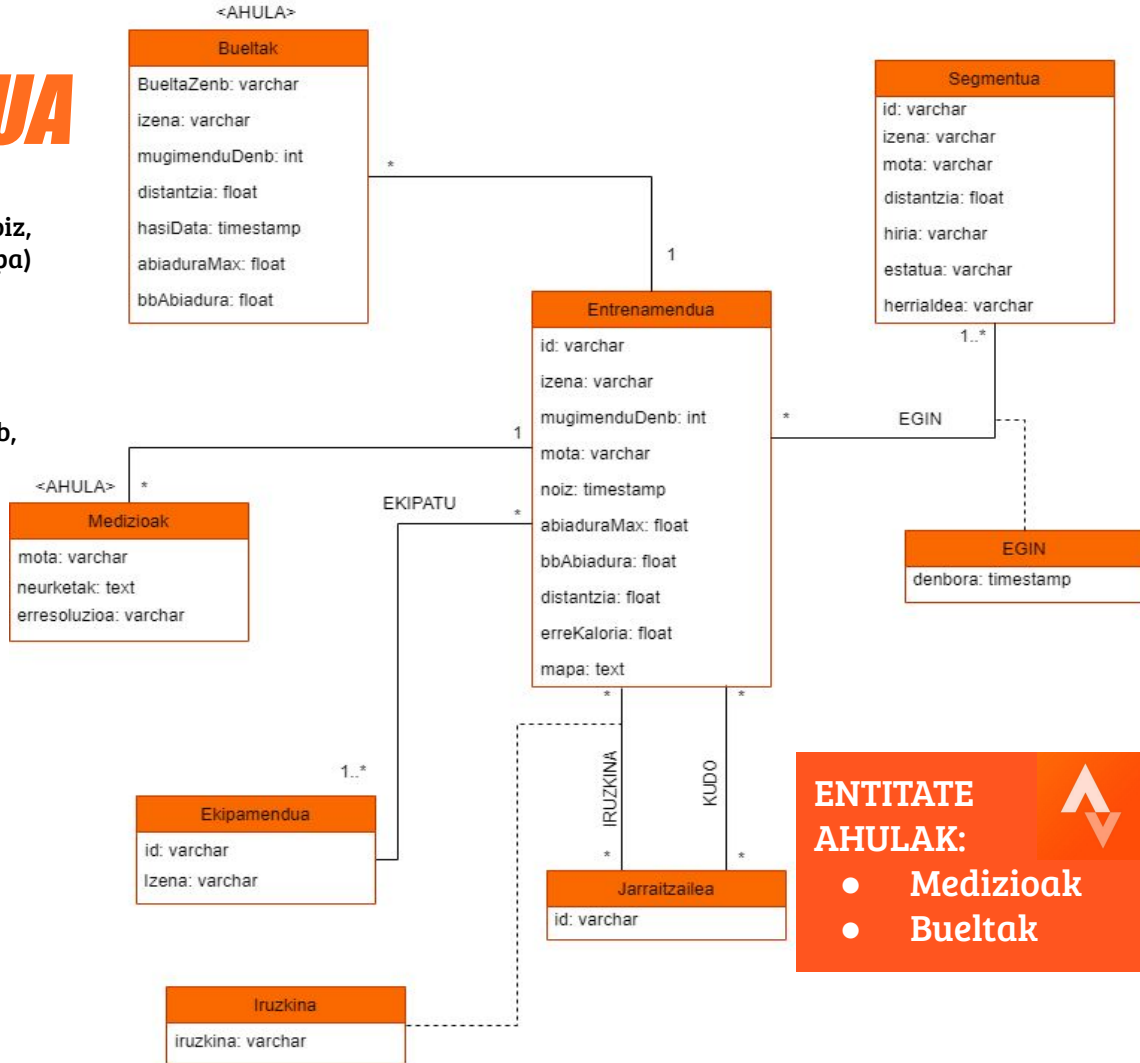 UA
<AHULA>
Bueltak
BueltaZenb: varchar
izena: varchar
mugimenduDenb: int
distantzia: float
hasiData: timestamp
abiaduraMax: float
bbAbiadura: float
*
1
Segmentua
id: varchar
izena: varchar
mota: varchar
distantzia: float
hiria: varchar
estatua: varchar
herrialdea: varchar
1..*
Entrenamendua
id: varchar
izena: varchar
mugimenduDenb: int
mota: varchar
noiz: timestamp
abiaduraMax: float
bbAbiadura: float
distantzia: float
erreKaloria: float
mapa: text
*
EGIN
EGIN
denbora: timestamp
1
<AHULA>
*
Medizioak
mota: varchar
neurketak: text
erresoluzioa: varchar
EKIPATU
*
1..*
Ekipamendua
id: varchar
Izena: varchar
*
*
IRUZKINA
KUDO
*
*
Jarraitzailea
id: varchar
Iruzkina
iruzkina: varchar
ENTITATE
AHULAK:
● Medizioak
● Bueltak